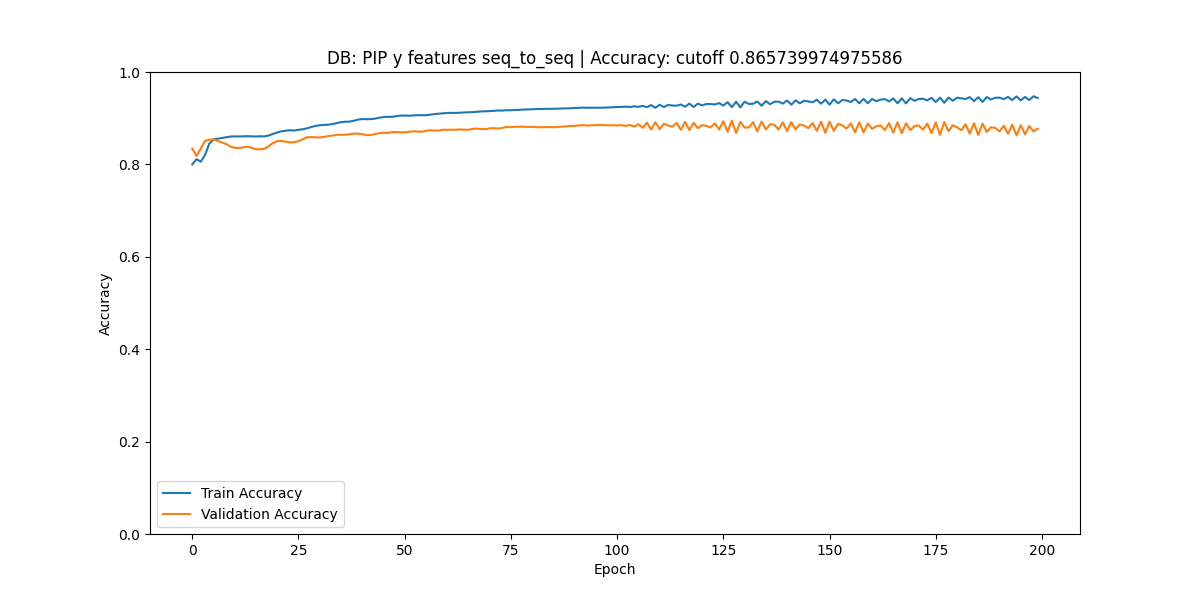 DB: PIP y features seq_to_seq | Accuracy: cutoff 0.865739974975586
1.0
0.8
0.6
0.4
0.2
0.0
Accuracy
Train Accuracy
Validation Accuracy
0 25 50 75 100 125 150 175 200
Epoch